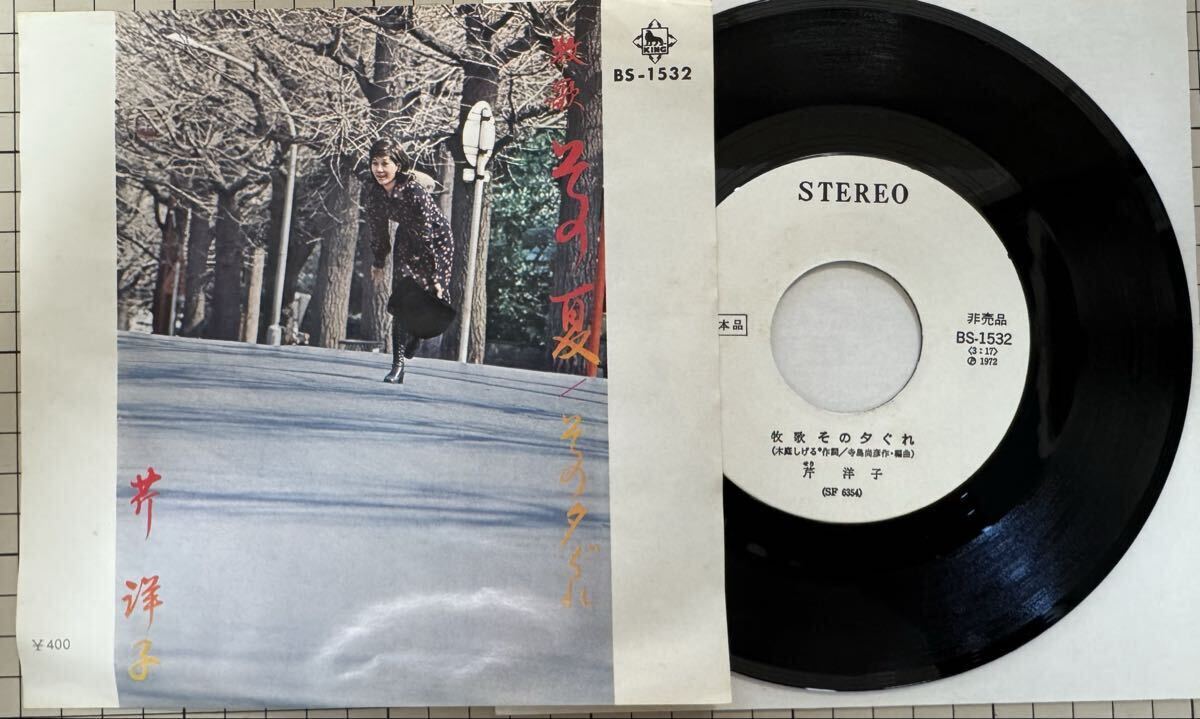 KING
BS-1532
牧歌 その夏/その夕ぐれ
芹洋子
¥400
STEREO
本品
非売品
BS-1532
〈3:17〉
Ⓟ 1972
牧歌その夕ぐれ
(木庭しげる*作詞/寺島尚彦作・編曲)
せり
芹洋子
(SF 6354)